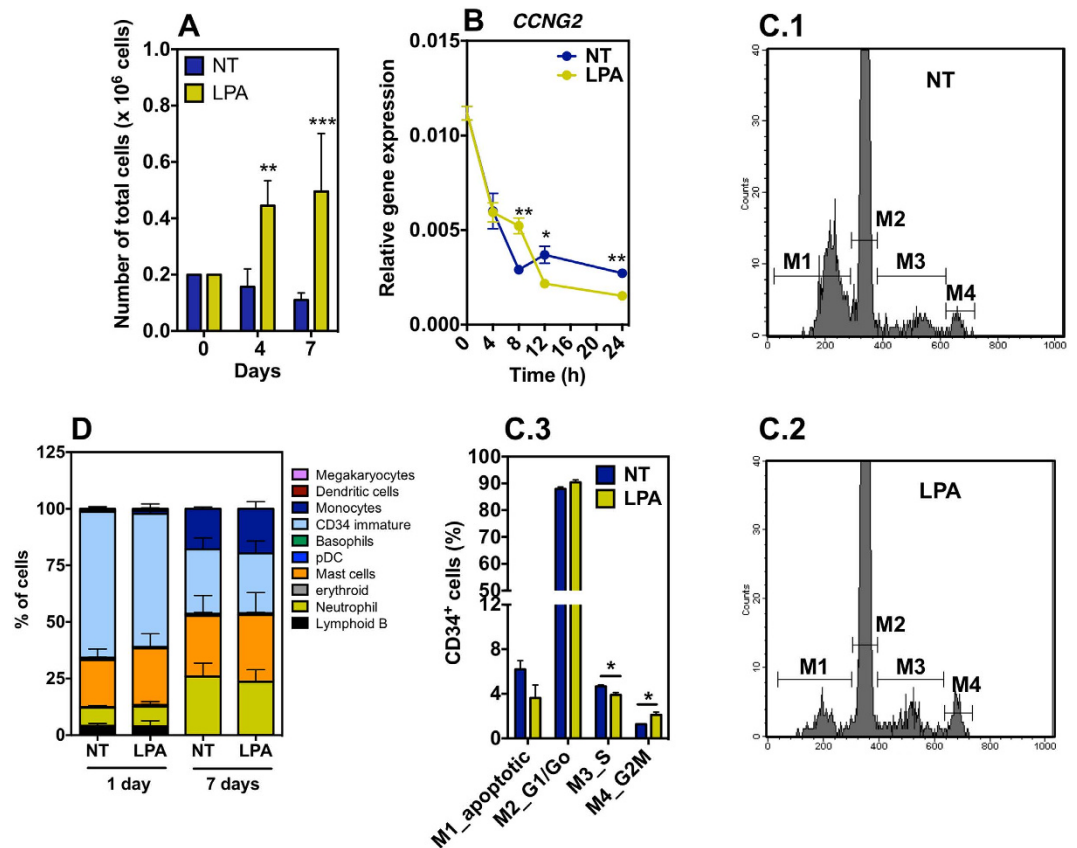 A
Number of total cells (x 10⁶ cells)
1.0
0.8
0.6
0.4
0.2
0.0
NT
LPA
**
***
0 4 7
Days
B
CCNG2
Relative gene expression
0.015
0.010
0.005
0.000
NT
LPA
**
*
**
0 4 8 12 16 20 24
Time (h)
C.1
NT
Counts
40
30
20
10
0
M1
M2
M3
M4
0 200 400 600 800 1000
D
% of cells
125
100
75
50
25
0
NT LPA NT LPA
1 day 7 days
Megakaryocytes
Dendritic cells
Monocytes
CD34 immature
Basophils
pDC
Mast cells
erythroid
Neutrophil
Lymphoid B
C.3
CD34⁺ cells (%)
100
90
80
70
60
50
12
8
4
0
NT
LPA
*
*
M1_apoptotic
M2_G1/Go
M3_S
M4_G2M
C.2
LPA
Counts
40
30
20
10
0
M1
M2
M3
M4
0 200 400 600 800 1000